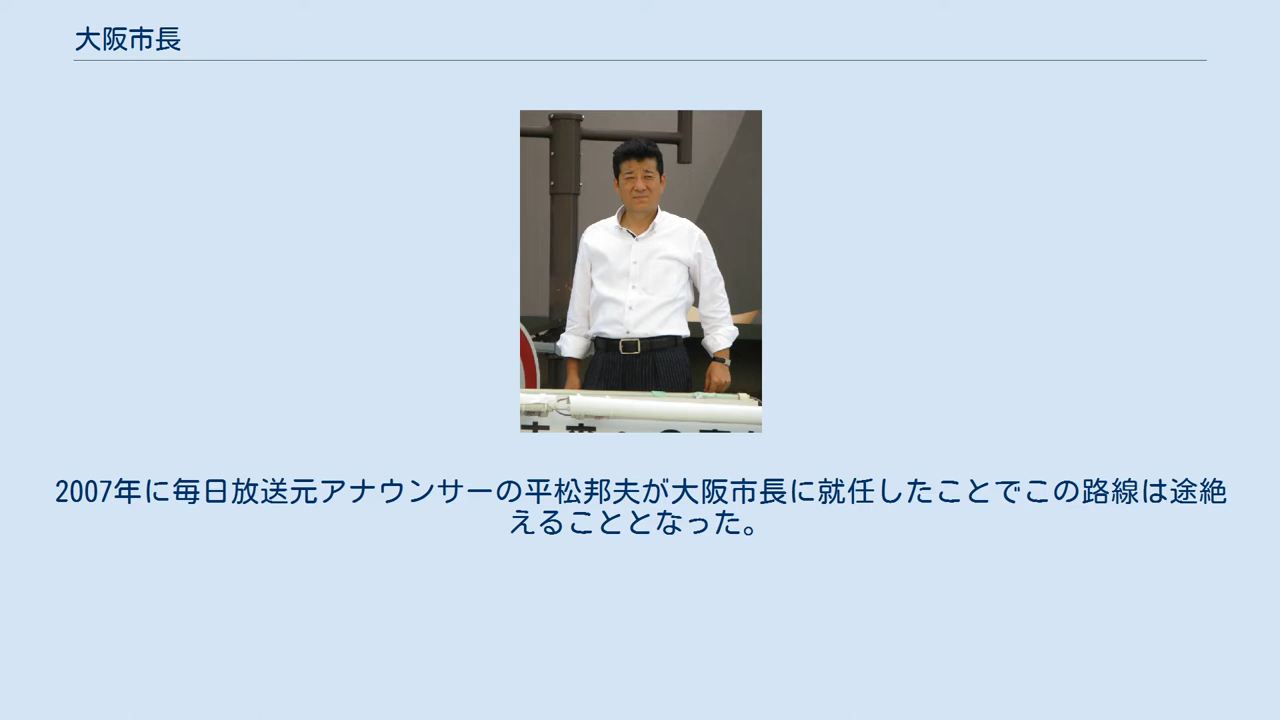 大阪市長
2007年に毎日放送元アナウンサーの平松邦夫が大阪市長に就任したことでこの路線は途絶
えることとなった。